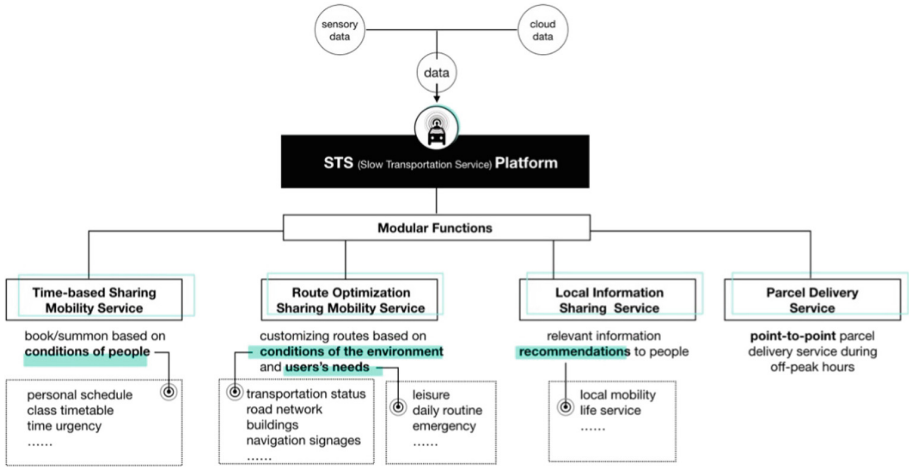 sensory
data
cloud
data
data
STS (Slow Transportation Service) Platform
Modular Functions
Time-based Sharing
Mobility Service
book/summon based on
conditions of people
personal schedule
class timetable
time urgency
......
Route Optimization
Sharing Mobility Service
customizing routes based on
conditions of the environment
and users's needs
transportation status
road network
buildings
navigation signages
......
leisure
daily routine
emergency
......
Local Information
Sharing Service
relevant information
recommendations to people
local mobility
life service
......
Parcel Delivery
Service
point-to-point parcel
delivery service during
off-peak hours